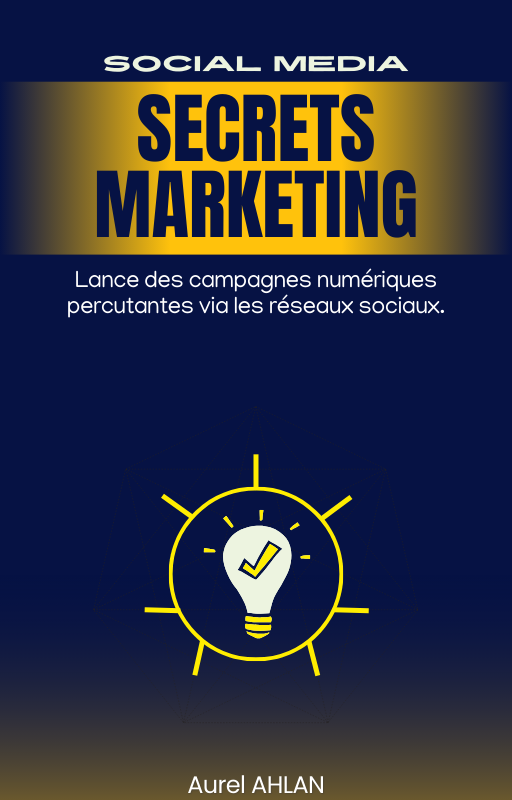 SOCIAL MEDIA
SECRETS
MARKETING
Lance des campagnes numériques
percutantes via les réseaux sociaux.
Aurel AHLAN